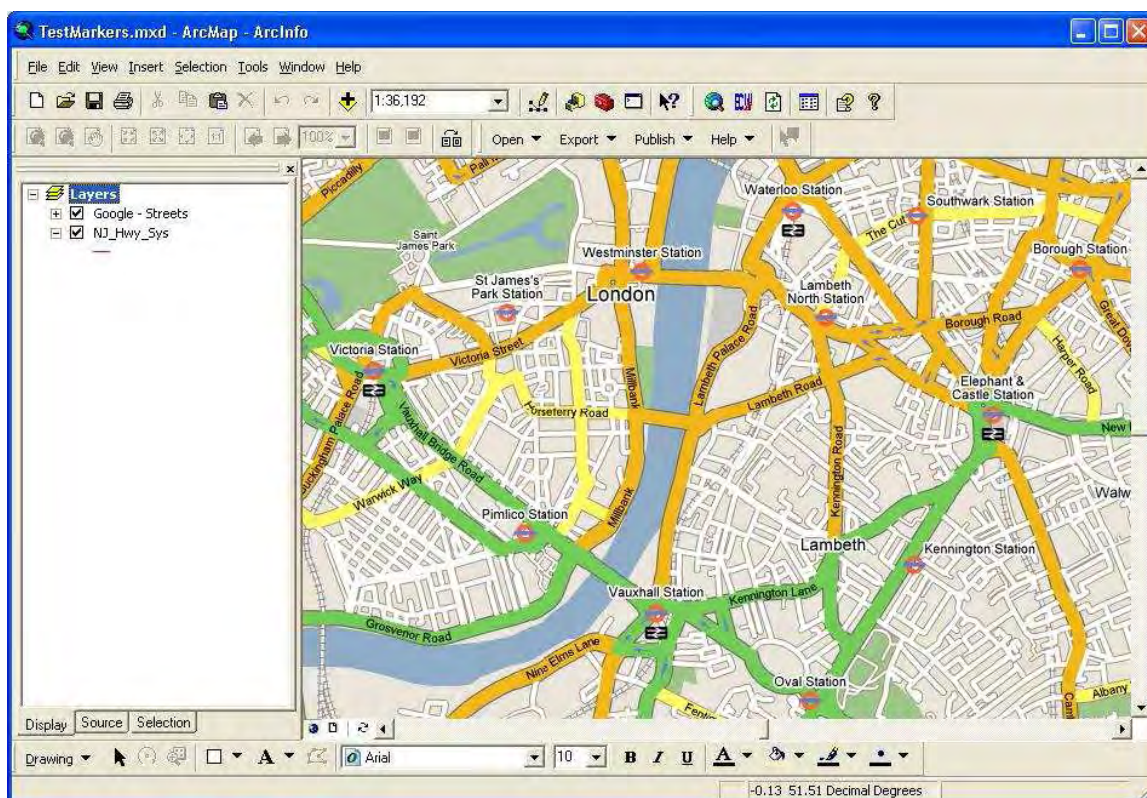 TestMarkers.mxd - ArcMap - ArcInfo
File Edit View Insert Selection Tools Window Help
1:36,192
ECW
100%
Open Export Publish Help
Layers
Google - Streets
NJ_Hwy_Sys
Piccadilly
Waterloo Station
Southwark Station
The Cut
Saint
James Park
Westminster Station
Borough Station
St James's
Park Station
London
Lambeth
North Station
Borough Road
Harper Road
Victoria Station
Victoria Street
Millbank
Lambeth Palace Road
Lambeth Road
Elephant &
Castle Station
Buckingham Palace Road
Vauxhall Bridge Road
Horseferry Road
Kennington Road
Warwick Way
Pimlico Station
Millbank
Lambeth
Kennington Station
Vauxhall Station
Kennington Lane
Grosvenor Road
Nine Elms Lane
Oval Station
Albany
Display Source Selection
Drawing A Arial 10 B I U A
-0.13 51.51 Decimal Degrees